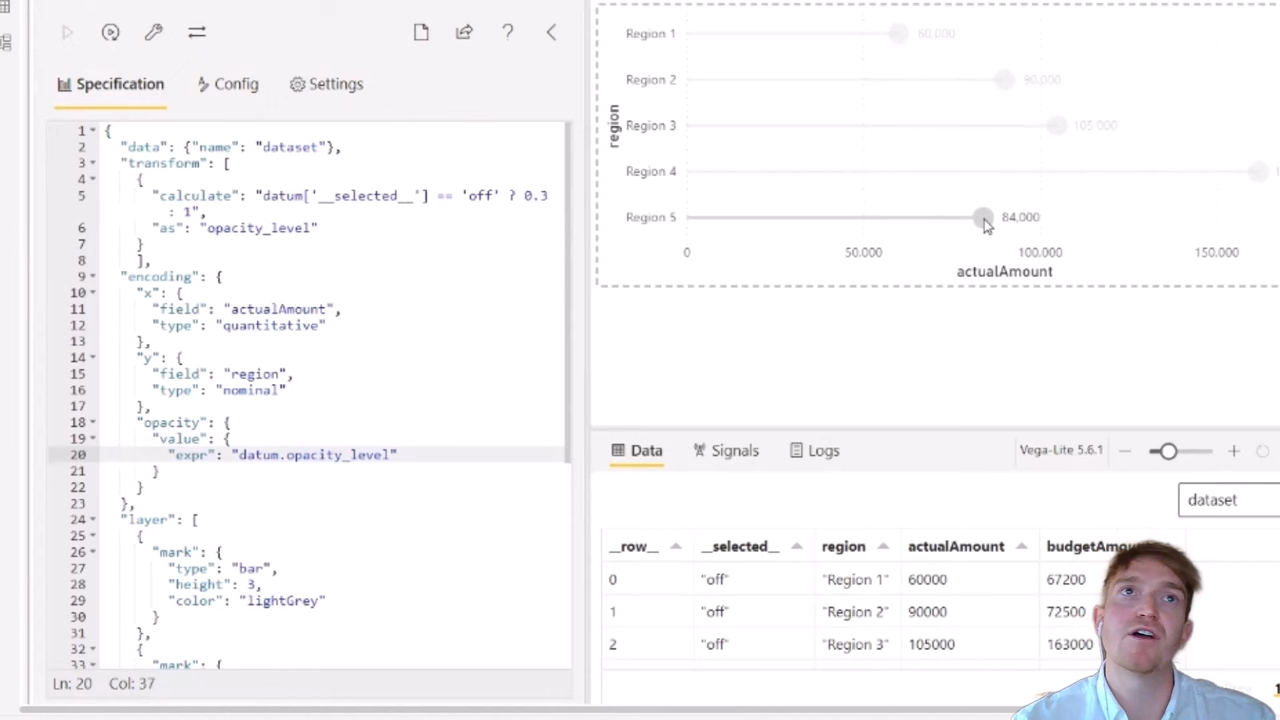 Specification
Config
Settings
1 {
2 "data": {"name": "dataset"},
3 "transform": [
4 {
5 "calculate": "datum['__selected__'] == 'off' ? 0.3
: 1",
6 "as": "opacity_level"
7 }
8 ],
9 "encoding": {
10 "x": {
11 "field": "actualAmount",
12 "type": "quantitative"
13 },
14 "y": {
15 "field": "region",
16 "type": "nominal"
17 },
18 "opacity": {
19 "value": {
20 "expr": "datum.opacity_level"
21 }
22 }
23 },
24 "layer": [
25 {
26 "mark": {
27 "type": "bar",
28 "height": 3,
29 "color": "lightGrey"
30 }
31 },
32 {
33 "mark": {
Ln: 20 Col: 37
region
Region 1 60,000
Region 2 90,000
Region 3 105,000
Region 4
Region 5 84,000
0 50,000 100,000 150,000
actualAmount
Data Signals Logs Vega-Lite 5.6.1
dataset
__row__ __selected__ region actualAmount
0 "off" "Region 1" 60000 67200
1 "off" "Region 2" 90000 72500
2 "off" "Region 3" 105000 163000